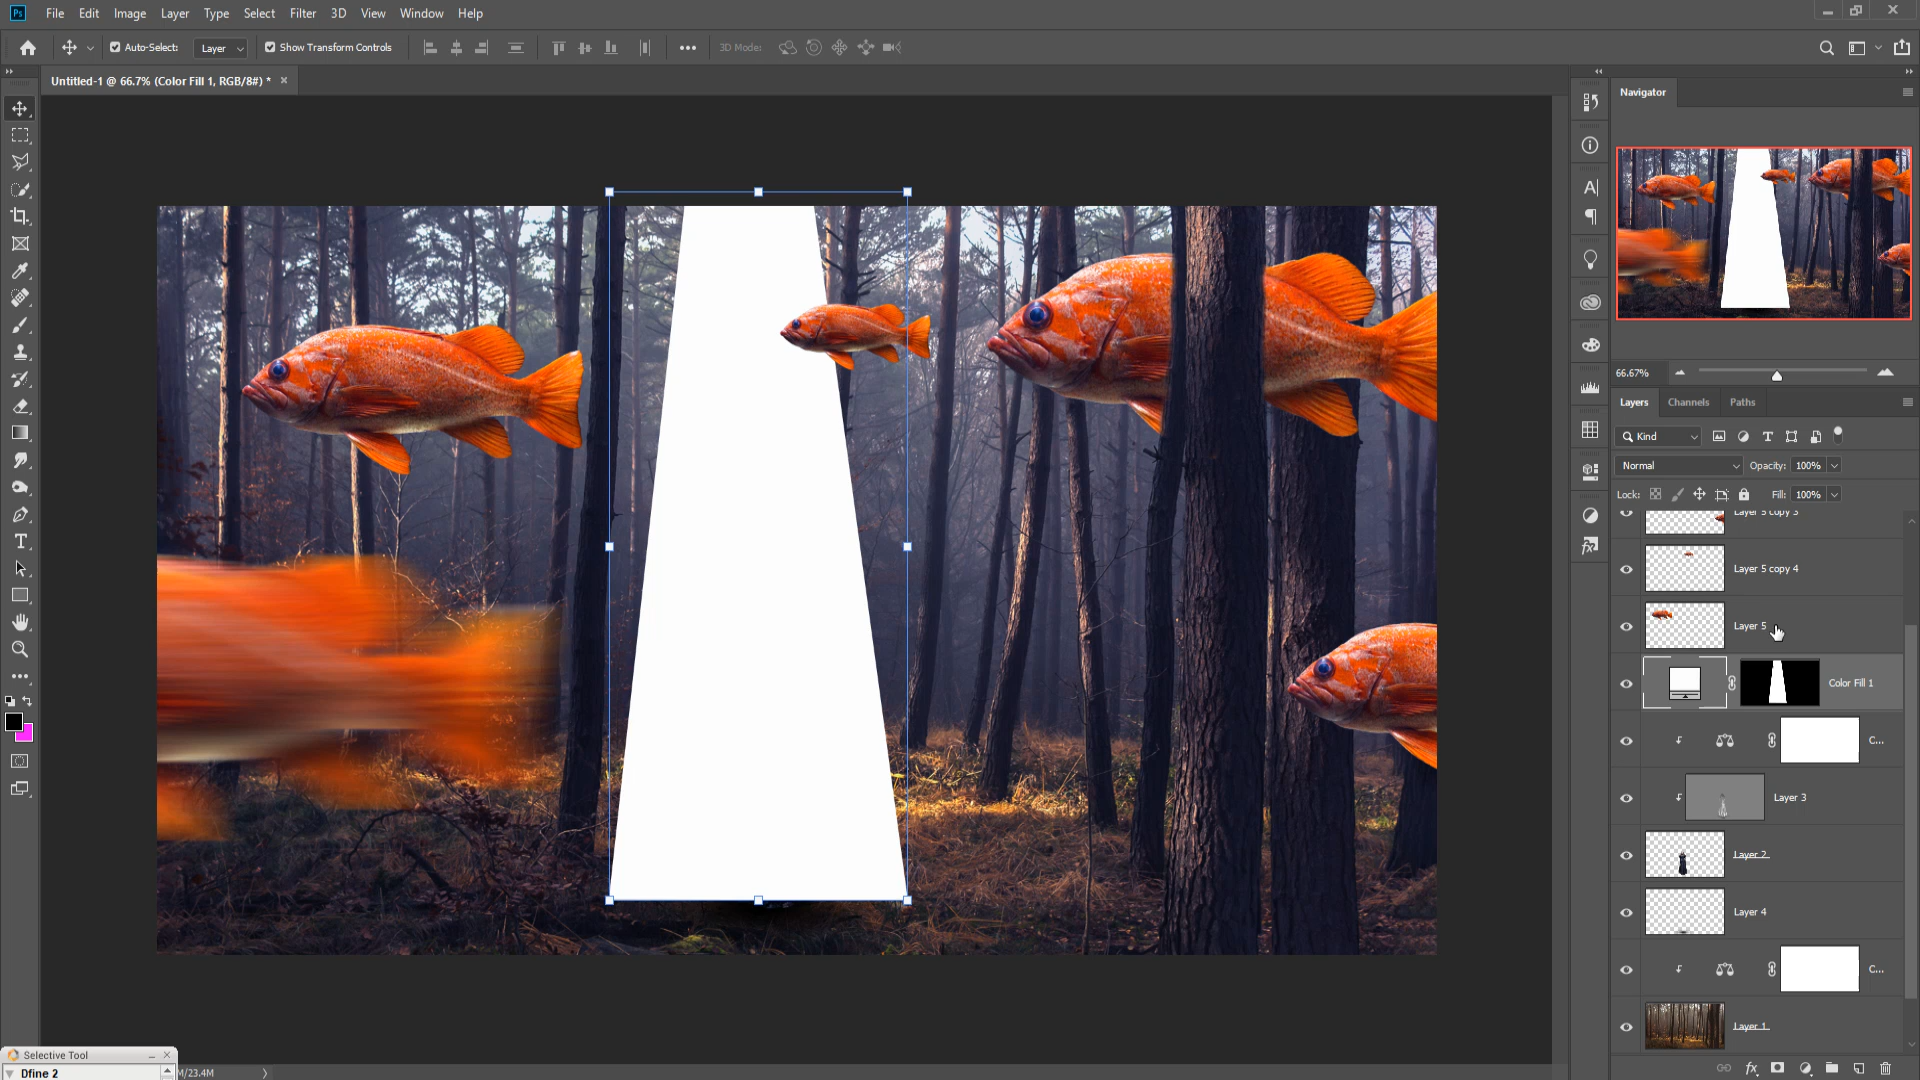 Ps File Edit Image Layer Type Select Filter 3D View Window Help
Auto-Select: Layer Show Transform Controls 3D Mode:
Untitled-1 @ 66.7% (Color Fill 1, RGB/8#) *
Navigator
66.67%
Layers Channels Paths
Kind
Normal Opacity: 100%
Lock: Fill: 100%
Layer 5 copy 3
Layer 5 copy 4
Layer 5
Color Fill 1
C...
Layer 3
Layer 2
Layer 4
C...
Layer 1
Selective Tool
Dfine 2
M/23.4M